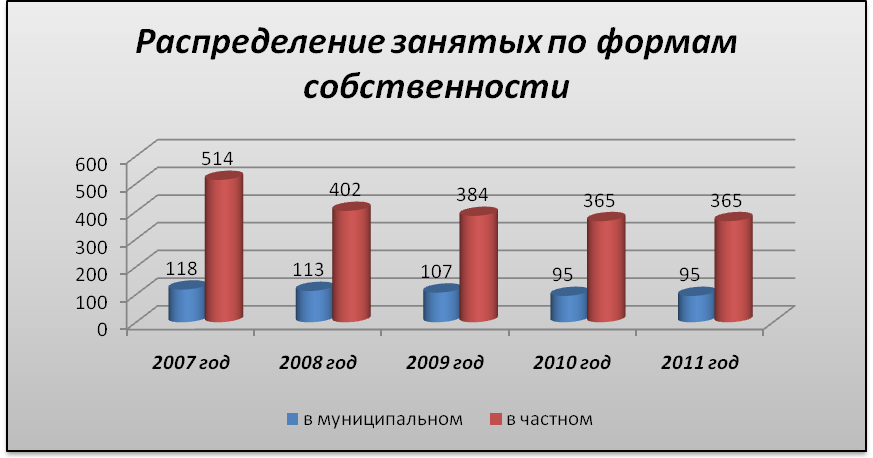 Распределение занятых по формам
собственности
600
500
400
300
200
100
0
514
402
384
365
365
118
113
107
95
95
2007 год
2008 год
2009 год
2010 год
2011 год
в муниципальном
в частном